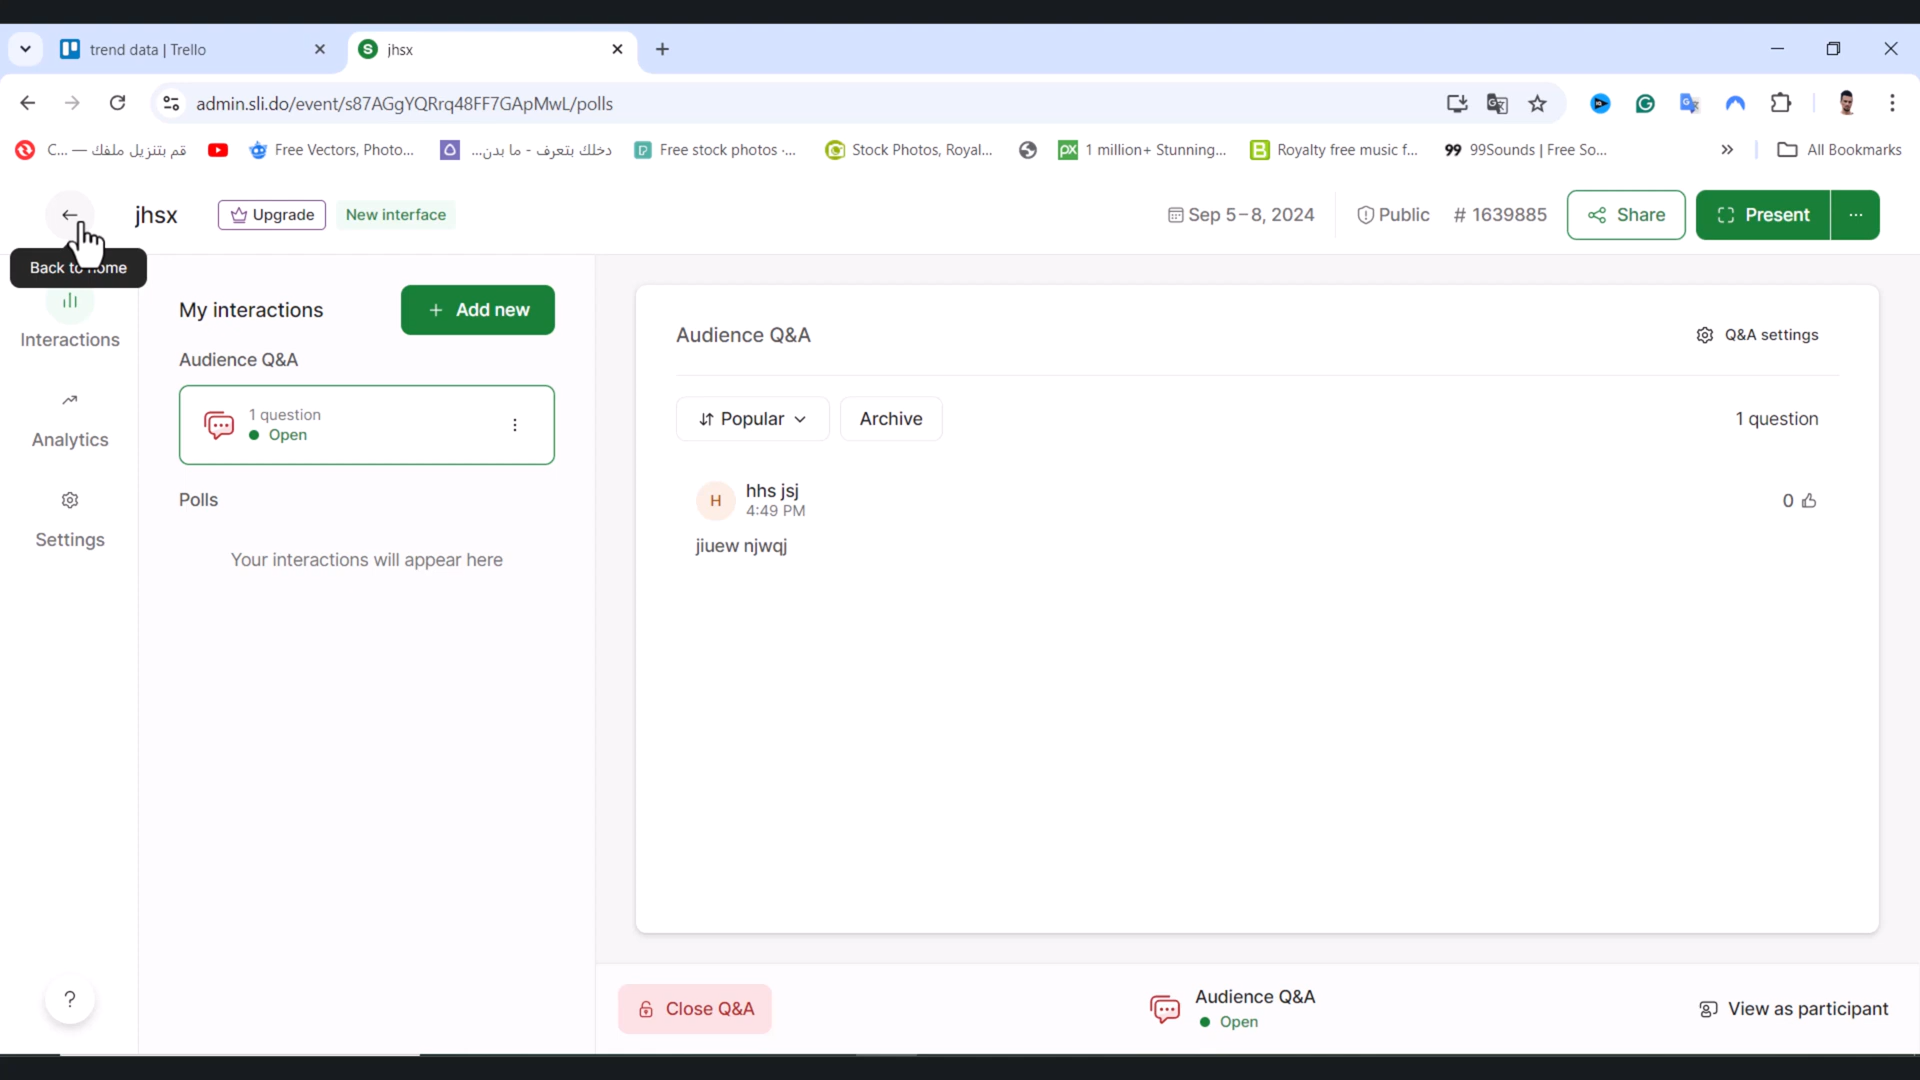 trend data | Trello
jhsx
admin.sli.do/event/s87AGgYQRrq48FF7GApMwL/polls
قم بتنزيل ملفك — C...
Free Vectors, Photo...
دخلك بتعرف - ما بدن...
Free stock photos ·...
Stock Photos, Royal...
1 million+ Stunning...
Royalty free music f...
99Sounds | Free So...
All Bookmarks
jhsx
Upgrade
New interface
Sep 5–8, 2024
Public
# 1639885
Share
Present
Back to home
Interactions
Analytics
Settings
My interactions
+ Add new
Audience Q&A
1 question
Open
Polls
Your interactions will appear here
Audience Q&A
Q&A settings
Popular
Archive
1 question
H
hhs jsj
4:49 PM
0
jiuew njwqj
?
Close Q&A
Audience Q&A
Open
View as participant